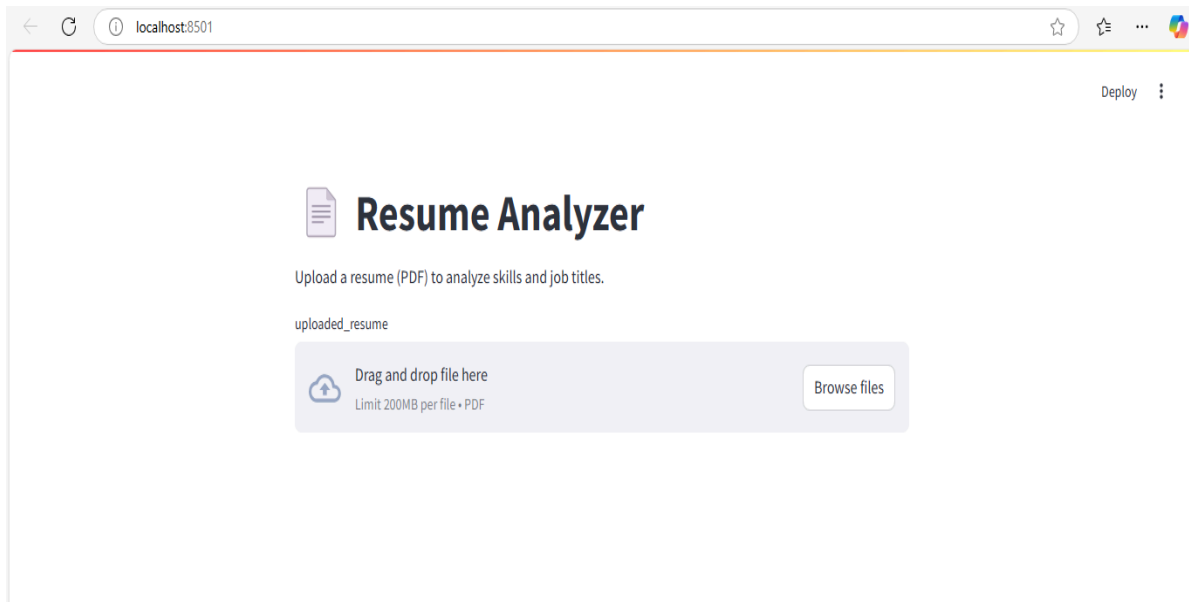 localhost:8501
Deploy
Resume Analyzer
Upload a resume (PDF) to analyze skills and job titles.
uploaded_resume
Drag and drop file here
Limit 200MB per file • PDF
Browse files